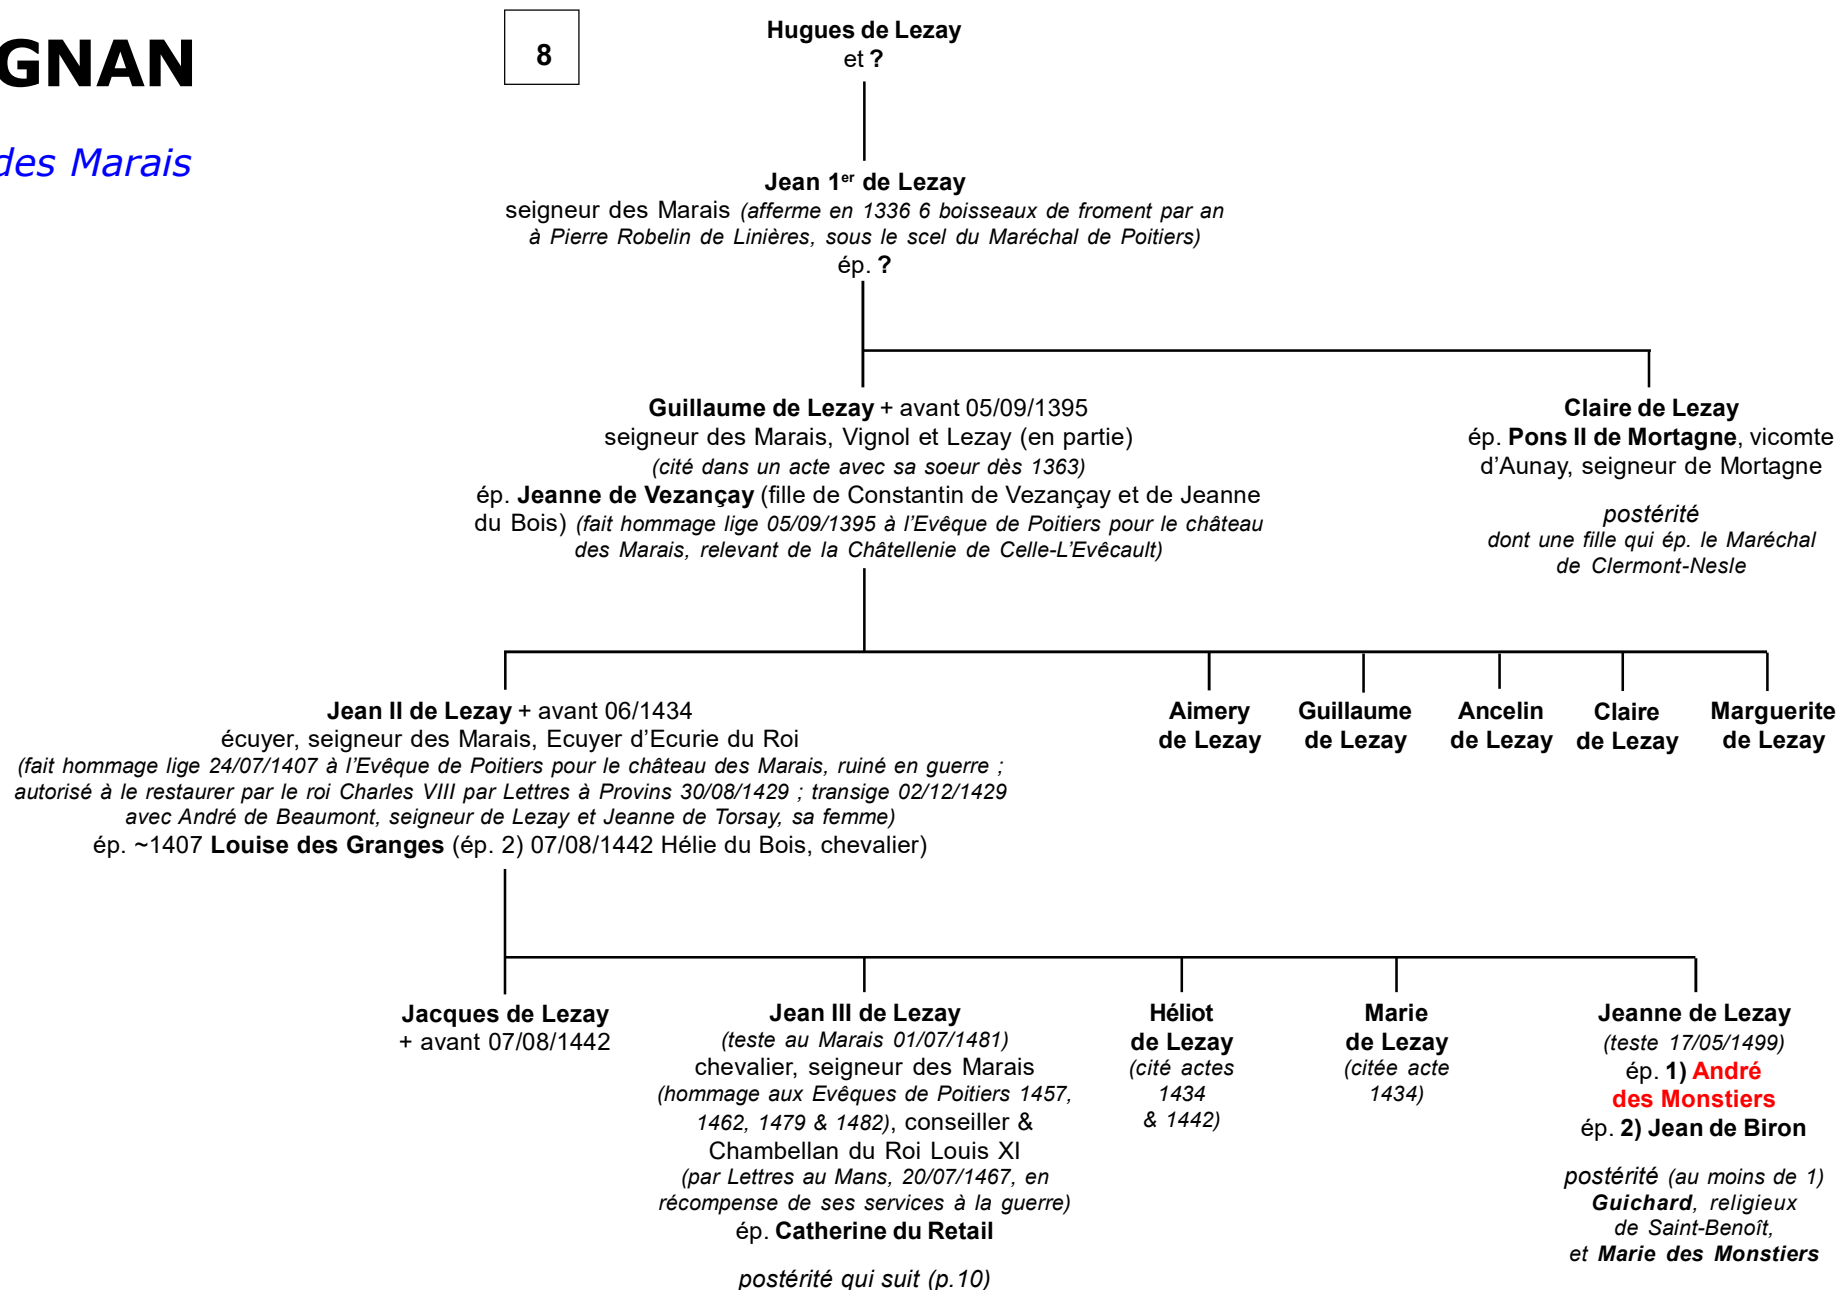 GNAN
des Marais
8
Hugues de Lezay
et ?
Jean 1er de Lezay
seigneur des Marais (afferme en 1336 6 boisseaux de froment par an
à Pierre Robelin de Linières, sous le scel du Maréchal de Poitiers)
ép. ?
Guillaume de Lezay + avant 05/09/1395
seigneur des Marais, Vignol et Lezay (en partie)
(cité dans un acte avec sa soeur dès 1363)
ép. Jeanne de Vezançay (fille de Constantin de Vezançay et de Jeanne
du Bois) (fait hommage lige 05/09/1395 à l'Evêque de Poitiers pour le château
des Marais, relevant de la Châtellenie de Celle-L'Evêcault)
Claire de Lezay
ép. Pons II de Mortagne, vicomte
d'Aunay, seigneur de Mortagne
postérité
dont une fille qui ép. le Maréchal
de Clermont-Nesle
Jean II de Lezay + avant 06/1434
écuyer, seigneur des Marais, Ecuyer d'Ecurie du Roi
(fait hommage lige 24/07/1407 à l'Evêque de Poitiers pour le château des Marais, ruiné en guerre ;
autorisé à le restaurer par le roi Charles VIII par Lettres à Provins 30/08/1429 ; transige 02/12/1429
avec André de Beaumont, seigneur de Lezay et Jeanne de Torsay, sa femme)
ép. ~1407 Louise des Granges (ép. 2) 07/08/1442 Hélie du Bois, chevalier)
Aimery
de Lezay
Guillaume
de Lezay
Ancelin
de Lezay
Claire
de Lezay
Marguerite
de Lezay
Jacques de Lezay
+ avant 07/08/1442
Jean III de Lezay
(teste au Marais 01/07/1481)
chevalier, seigneur des Marais
(hommage aux Evêques de Poitiers 1457,
1462, 1479 & 1482), conseiller &
Chambellan du Roi Louis XI
(par Lettres au Mans, 20/07/1467, en
récompense de ses services à la guerre)
ép. Catherine du Retail
postérité qui suit (p.10)
Héliot
de Lezay
(cité actes
1434
& 1442)
Marie
de Lezay
(citée acte
1434)
Jeanne de Lezay
(teste 17/05/1499)
ép. 1) André
des Monstiers
ép. 2) Jean de Biron
postérité (au moins de 1)
Guichard, religieux
de Saint-Benoît,
et Marie des Monstiers